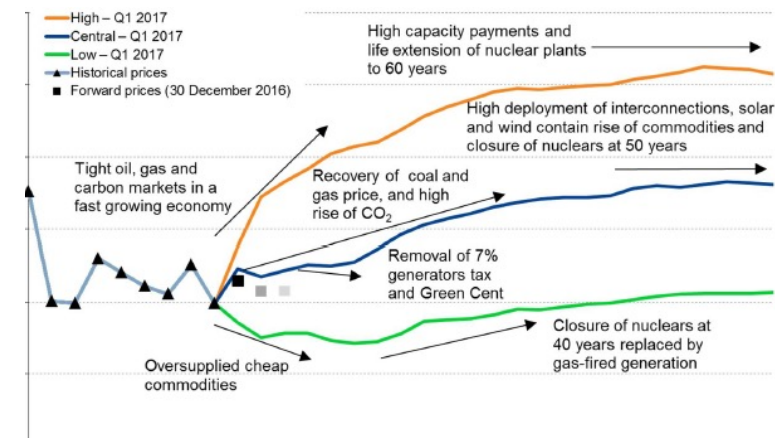 High – Q1 2017
Central – Q1 2017
Low – Q1 2017
Historical prices
Forward prices (30 December 2016)
High capacity payments and
life extension of nuclear plants
to 60 years
High deployment of interconnections, solar
and wind contain rise of commodities and
closure of nuclears at 50 years
Tight oil, gas and
carbon markets in a
fast growing economy
Recovery of coal and
gas price, and high
rise of CO2
Removal of 7%
generators tax
and Green Cent
Closure of nuclears at
40 years replaced by
gas-fired generation
Oversupplied cheap
commodities